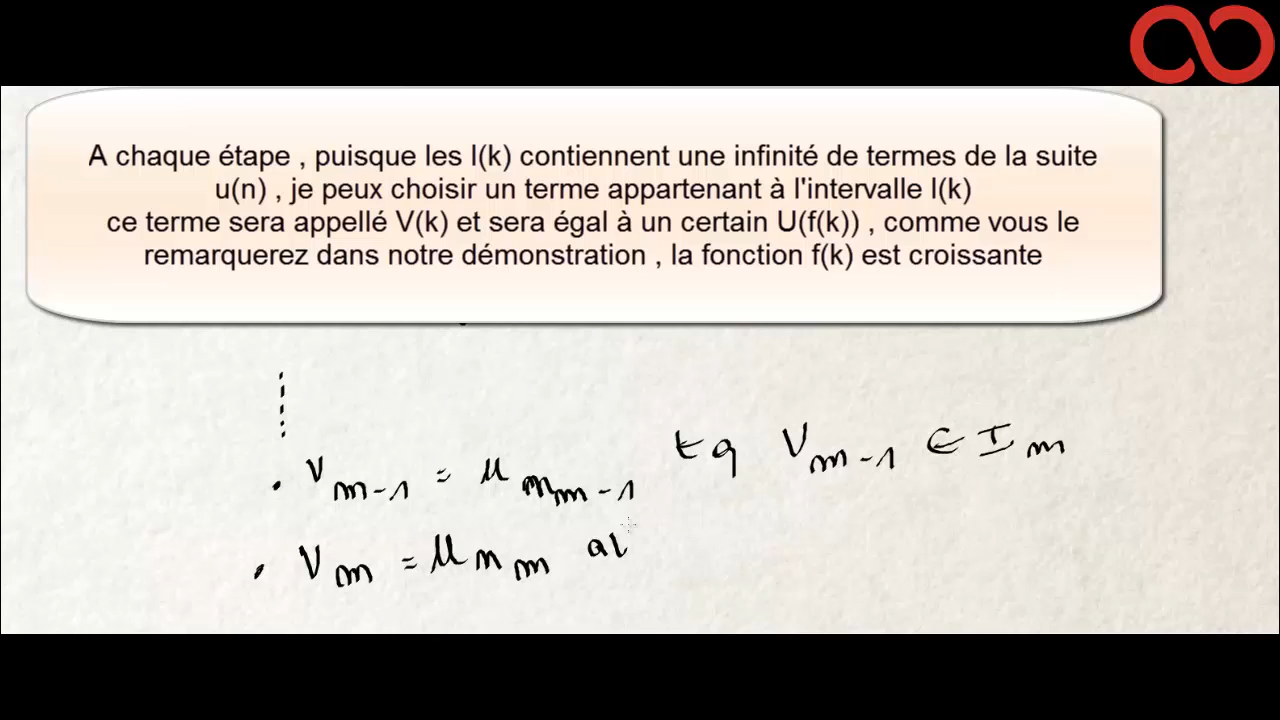 A chaque étape , puisque les I(k) contiennent une infinité de termes de la suite
u(n) , je peux choisir un terme appartenant à l'intervalle I(k)
ce terme sera appellé V(k) et sera égal à un certain U(f(k)) , comme vous le
remarquerez dans notre démonstration , la fonction f(k) est croissante
. V_{m-1} = u_{n_{m-1}} tq V_{m-1} ∈ I_m
. V_m = u_{n_m}